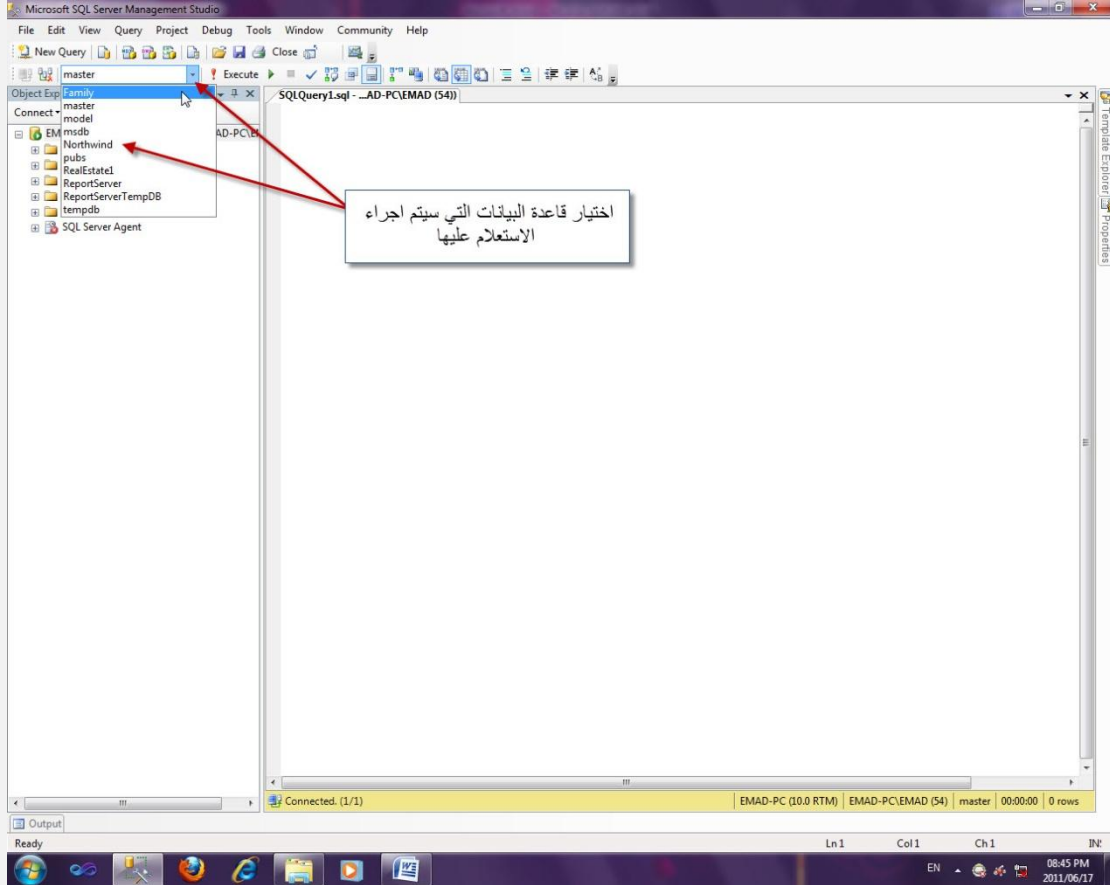 Microsoft SQL Server Management Studio
File Edit View Query Project Debug Tools Window Community Help
New Query Close
master Execute
Object Exp
SQLQuery1.sql - ...AD-PC\EMAD (54))
Family
master
model
msdb
Northwind
pubs
RealEstate1
ReportServer
ReportServerTempDB
tempdb
Connect
EM AD-PC\E
SQL Server Agent
اختيار قاعدة البيانات التي سيتم اجراء
الاستعلام عليها
Template Explorer
Properties
Connected. (1/1) EMAD-PC (10.0 RTM) EMAD-PC\EMAD (54) master 00:00:00 0 rows
Output
Ready Ln 1 Col 1 Ch 1 IN
EN 08:45 PM
2011/06/17